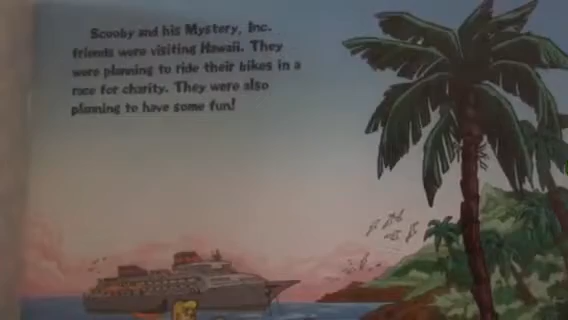 Scooby and his Mystery, Inc.
friends were visiting Hawaii. They
were planning to ride their bikes in a
race for charity. They were also
planning to have some fun!